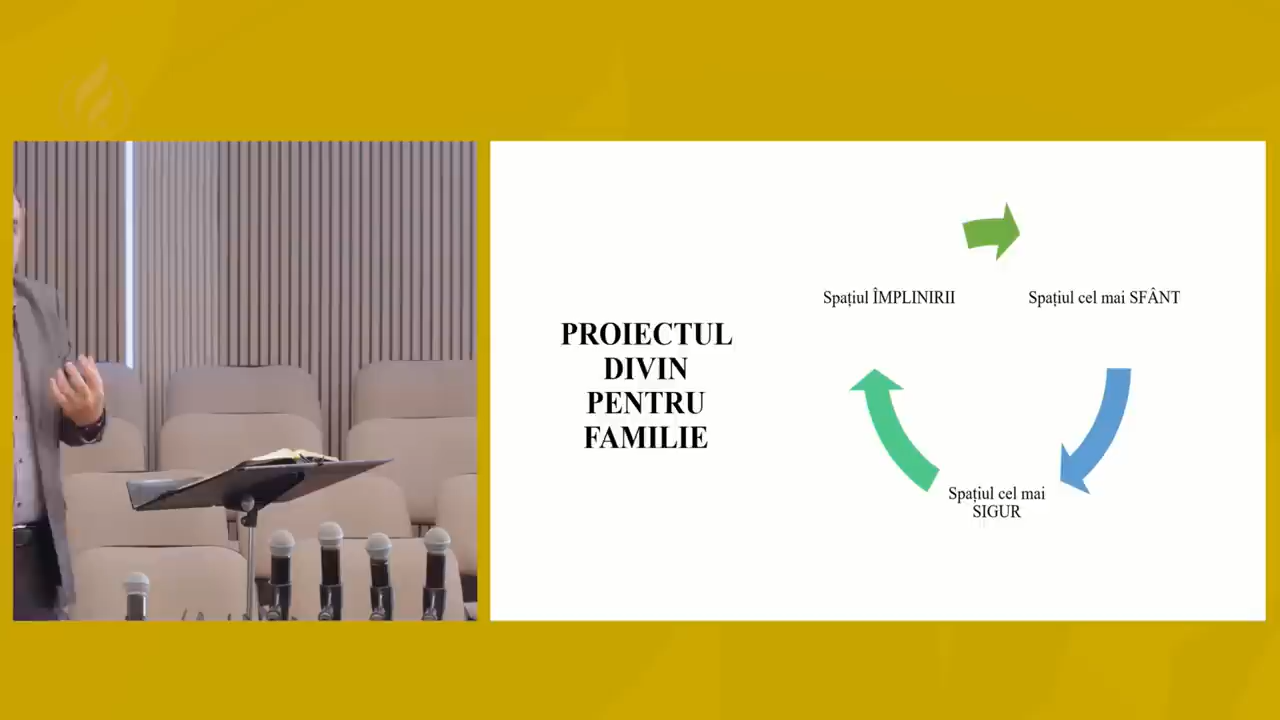 PROIECTUL
DIVIN
PENTRU
FAMILIE
Spațiul ÎMPLINIRII
Spațiul cel mai SFÂNT
Spațiul cel mai
SIGUR